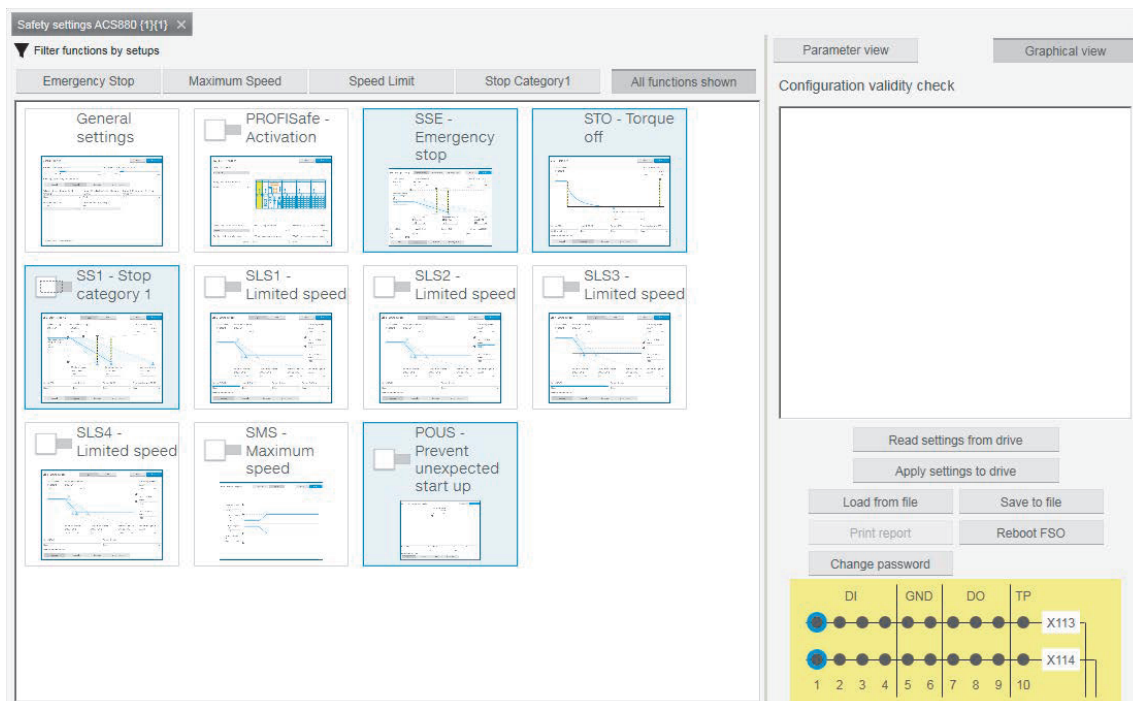 Safety settings ACS880 {1}{1} ×
Filter functions by setups
Emergency Stop
Maximum Speed
Speed Limit
Stop Category1
All functions shown
General
settings
PROFISafe -
Activation
SSE -
Emergency
stop
STO - Torque
off
SS1 - Stop
category 1
SLS1 -
Limited speed
SLS2 -
Limited speed
SLS3 -
Limited speed
SLS4 -
Limited speed
SMS -
Maximum
speed
POUS -
Prevent
unexpected
start up
Parameter view
Graphical view
Configuration validity check
Read settings from drive
Apply settings to drive
Load from file
Save to file
Print report
Reboot FSO
Change password
DI GND DO TP
X113
X114
1 2 3 4 5 6 7 8 9 10